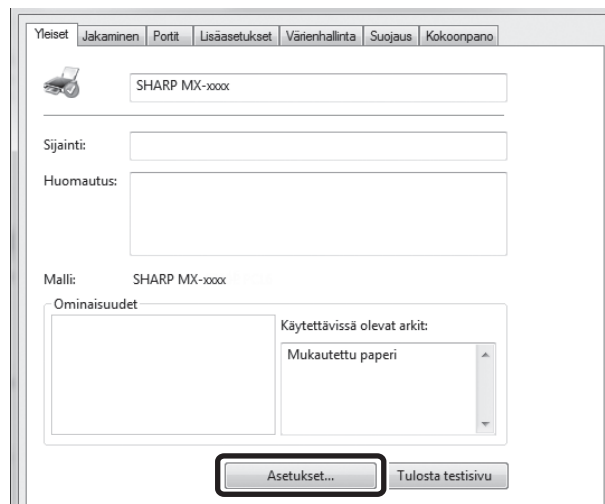 Yleiset Jakaminen Portit Lisäasetukset Värienhallinta Suojaus Kokoonpano
SHARP MX-xxxx
Sijainti:
Huomautus:
Malli: SHARP MX-xxxx
Ominaisuudet
Käytettävissä olevat arkit:
Mukautettu paperi
Asetukset... Tulosta testisivu